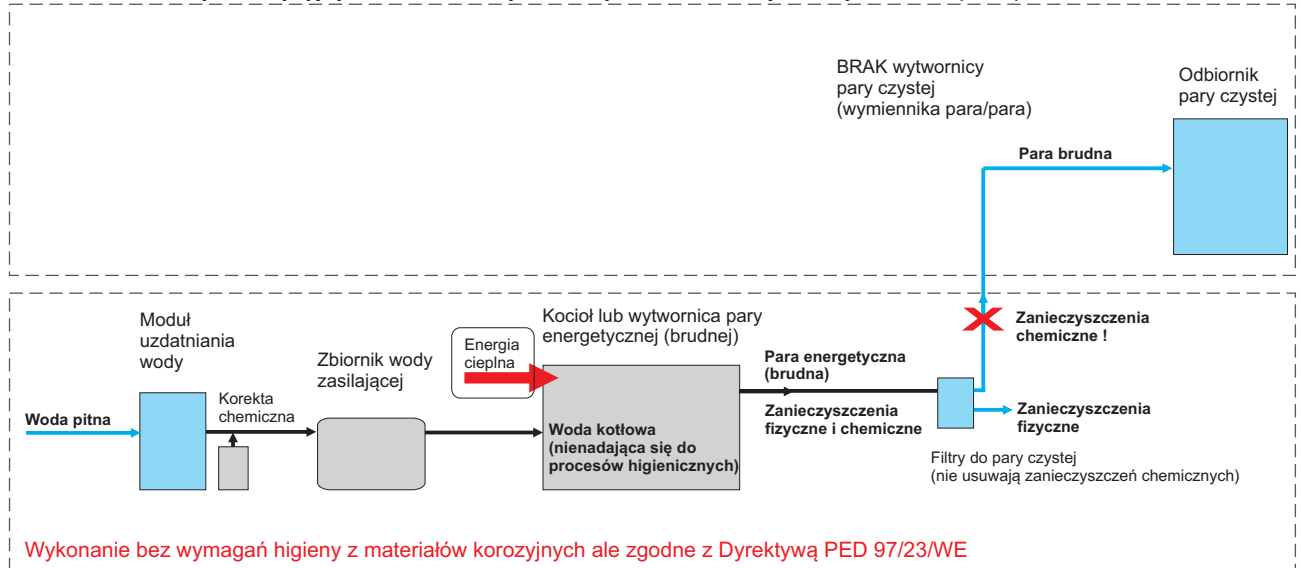 BRAK wytwornicy
pary czystej
(wymiennika para/para)
Odbiornik
pary czystej
Para brudna
Moduł
uzdatniania
wody
Korekta
chemiczna
Woda pitna
Zbiornik wody
zasilającej
Energia
cieplna
Kocioł lub wytwornica pary
energetycznej (brudnej)
Woda kotłowa
(nienadająca się do
procesów higienicznych)
Para energetyczna
(brudna)
Zanieczyszczenia
fizyczne i chemiczne
Zanieczyszczenia
chemiczne !
Zanieczyszczenia
fizyczne
Filtry do pary czystej
(nie usuwają zanieczyszczeń chemicznych)
Wykonanie bez wymagań higieny z materiałów korozyjnych ale zgodne z Dyrektywą PED 97/23/WE